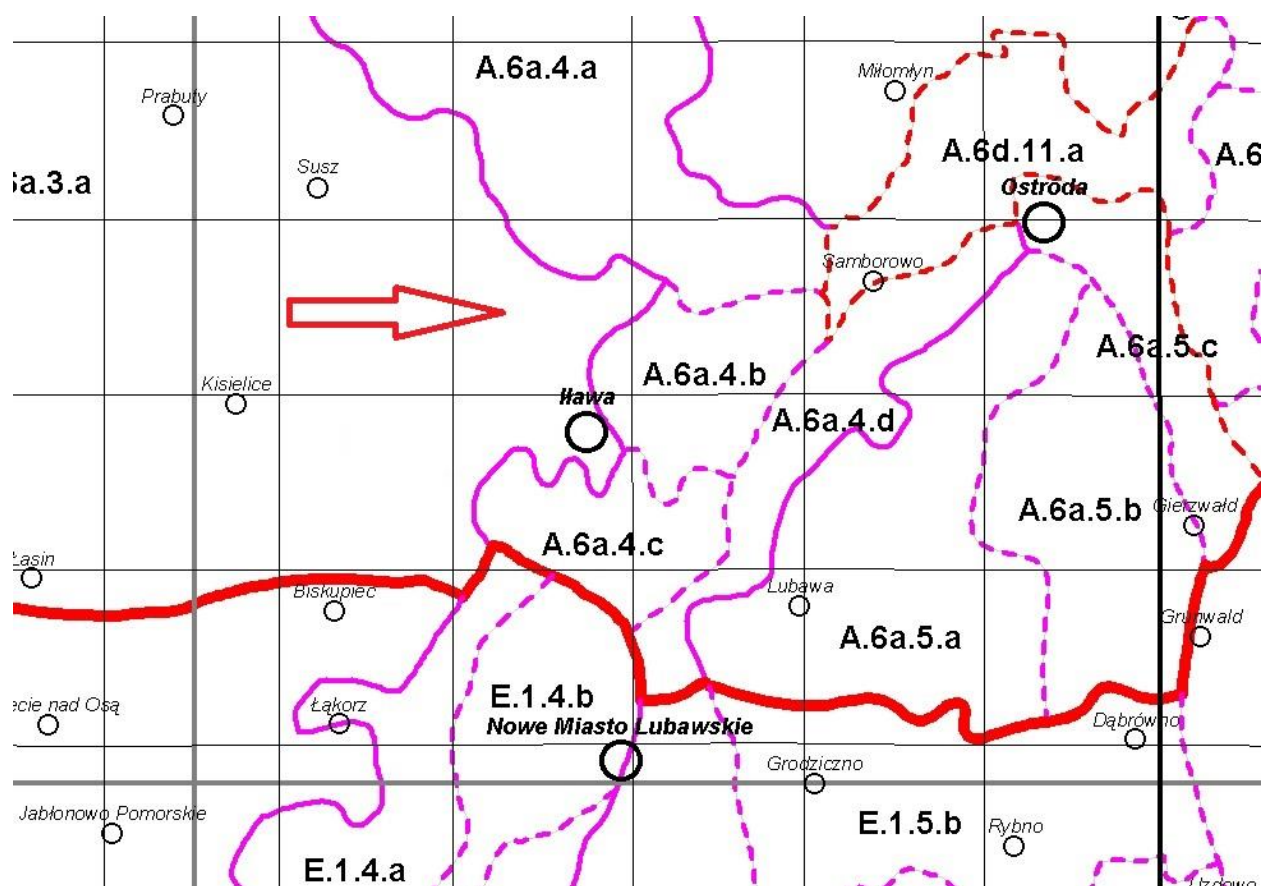 A.6a.4.a
Miłomłyn
Prabuty
A.6d.11.a
A.6
Susz
6a.3.a
Ostróda
Samborowo
A.6a.5.c
A.6a.4.b
Kisielice
Iława
A.6a.4.d
A.6a.5.b
Gierzwałd
A.6a.4.c
Łasin
Biskupiec
Lubawa
Grunwald
A.6a.5.a
E.1.4.b
ecie nad Osą
Łąkorz
Nowe Miasto Lubawskie
Dąbrówno
Grodziczno
Jabłonowo Pomorskie
E.1.5.b
Rybno
E.1.4.a
Uzdowo